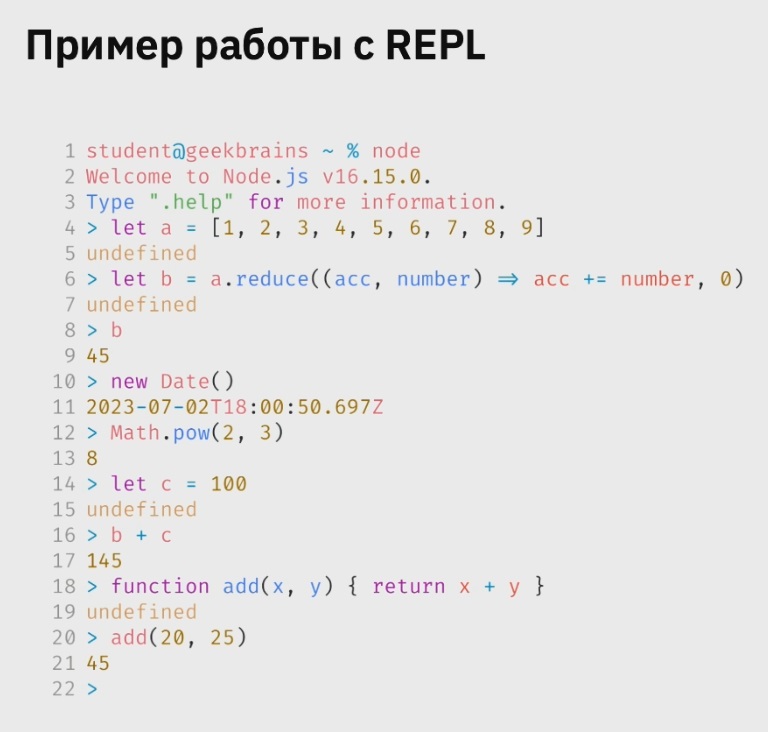 Пример работы с REPL
1 student@geekbrains ~ % node
2 Welcome to Node.js v16.15.0.
3 Type ".help" for more information.
4 > let a = [1, 2, 3, 4, 5, 6, 7, 8, 9]
5 undefined
6 > let b = a.reduce((acc, number) => acc += number, 0)
7 undefined
8 > b
9 45
10 > new Date()
11 2023-07-02T18:00:50.697Z
12 > Math.pow(2, 3)
13 8
14 > let c = 100
15 undefined
16 > b + c
17 145
18 > function add(x, y) { return x + y }
19 undefined
20 > add(20, 25)
21 45
22 >